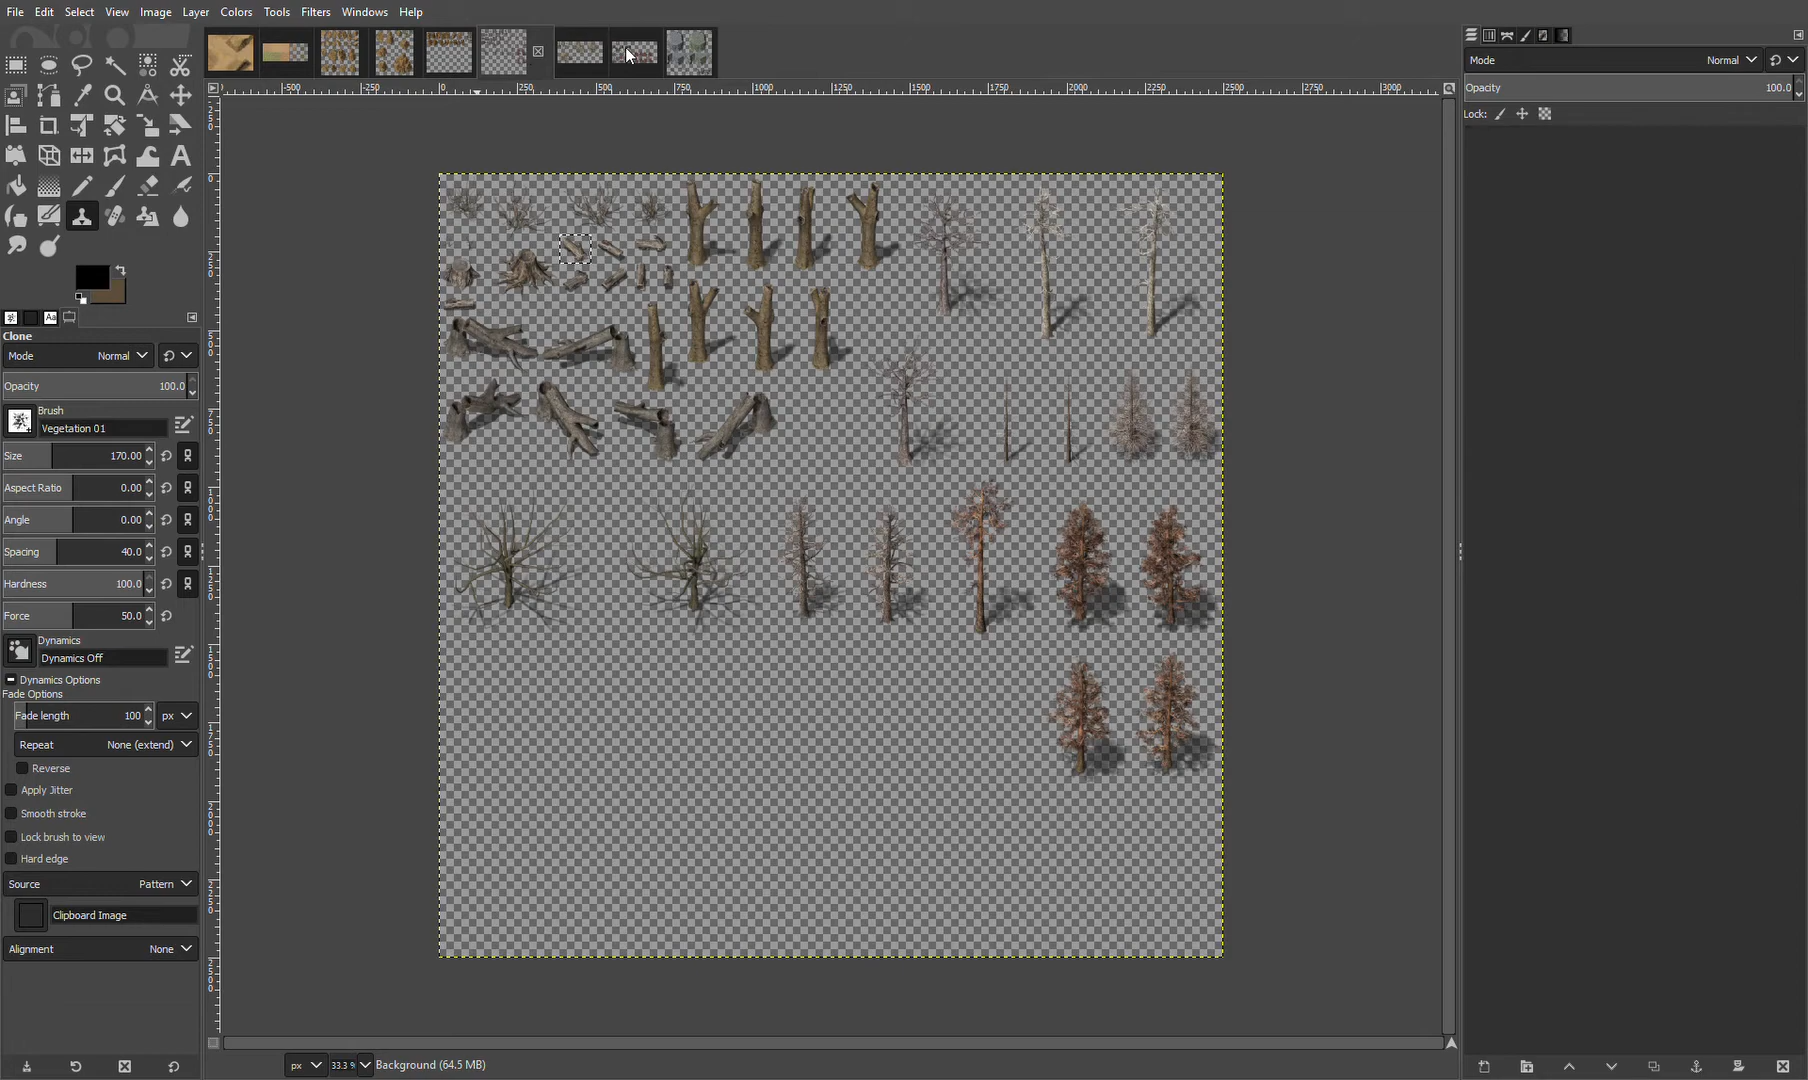 File Edit Select View Image Layer Colors Tools Filters Windows Help
-500 -250 0 250 500 750 1000 1250 1500 1750 2000 2250 2500 2750 3000
Mode Normal
Opacity 100.0
Lock:
Clone
Mode Normal
Opacity 100.0
Brush
Vegetation 01
Size 170.00
Aspect Ratio 0.00
Angle 0.00
Spacing 40.0
Hardness 100.0
Force 50.0
Dynamics
Dynamics Off
Dynamics Options
Fade Options
Fade length 100 px
Repeat None (extend)
Reverse
Apply Jitter
Smooth stroke
Lock brush to view
Hard edge
Source Pattern
Clipboard Image
Alignment None
px 33.3 % Background (64.5 MB)